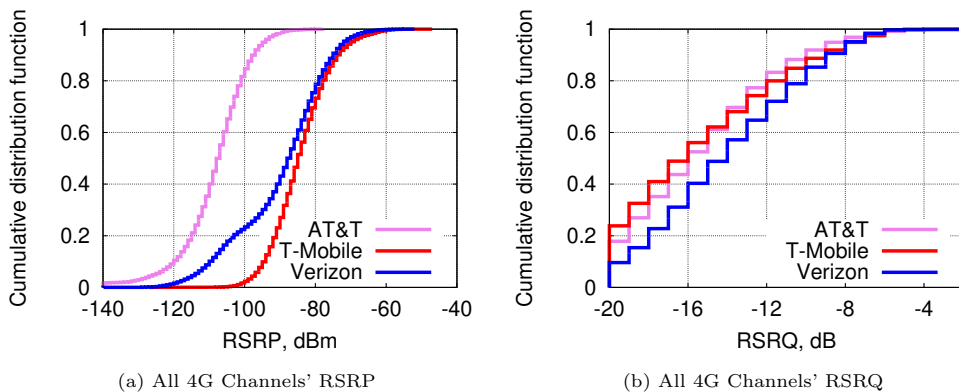 Cumulative distribution function
1
0.8
0.6
0.4
0.2
0
AT&T
T-Mobile
Verizon
-140 -120 -100 -80 -60 -40
RSRP, dBm
(a) All 4G Channels' RSRP
Cumulative distribution function
1
0.8
0.6
0.4
0.2
0
AT&T
T-Mobile
Verizon
-20 -16 -12 -8 -4
RSRQ, dB
(b) All 4G Channels' RSRQ